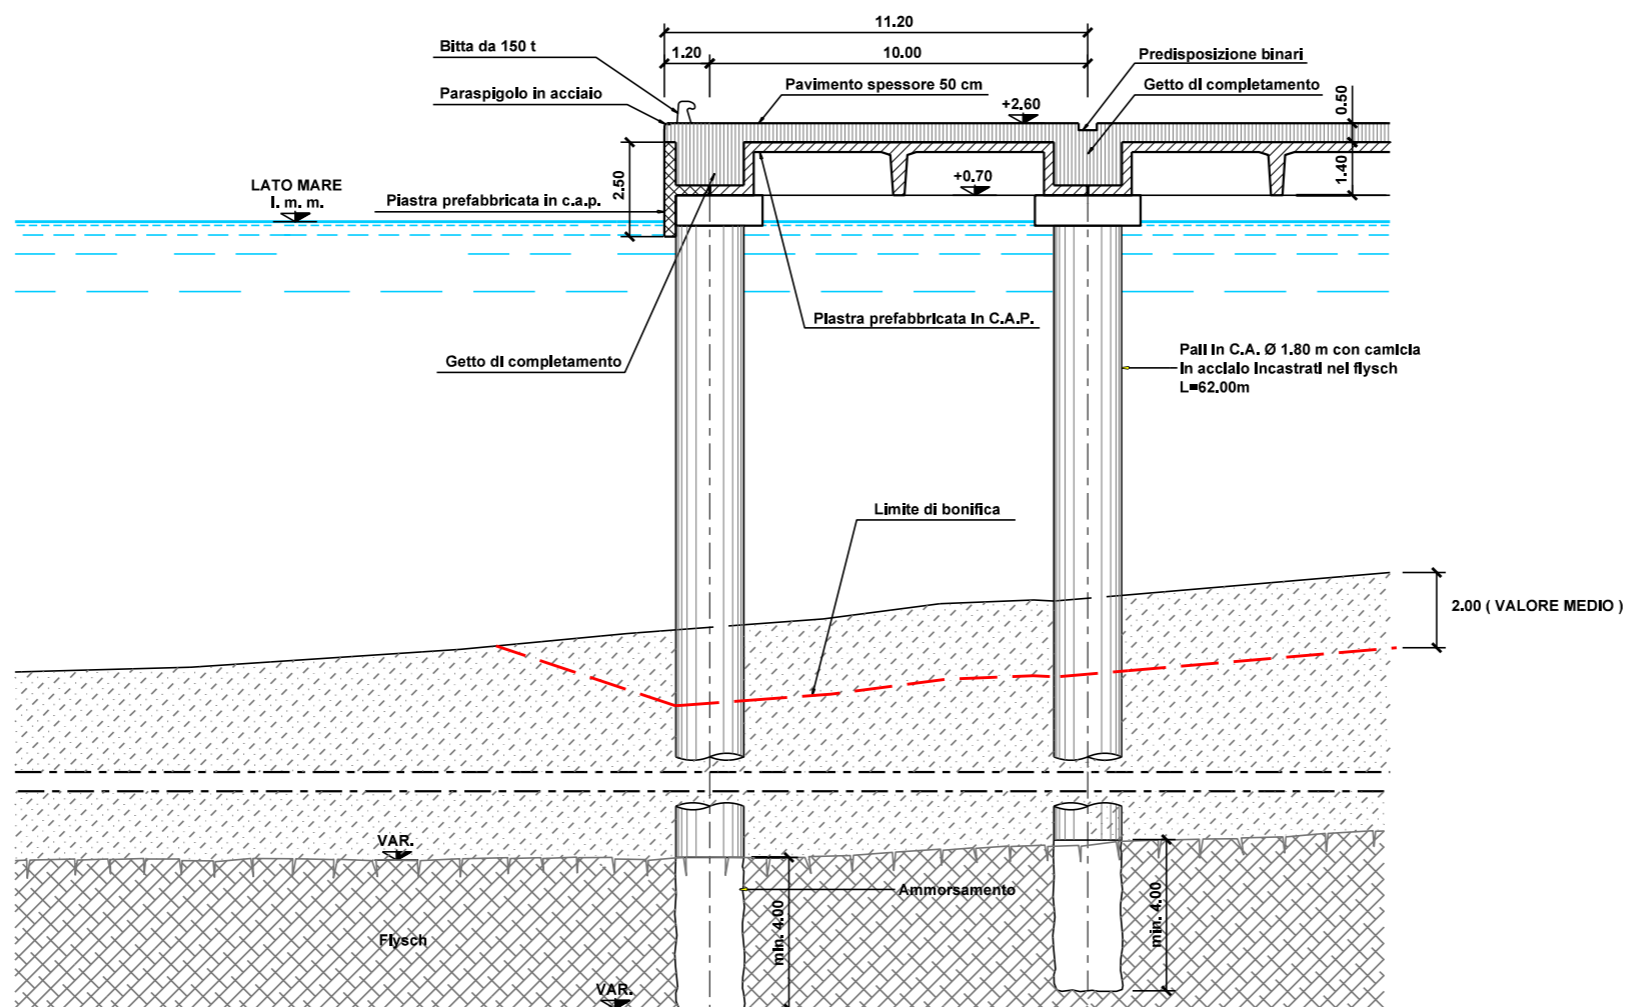 11.20
Bitta da 150 t
1.20
10.00
Predisposizione binari
Paraspigolo in acciaio
Pavimento spessore 50 cm
Getto di completamento
+2.60
0.50
2.50
1.40
LATO MARE
l. m. m.
+0.70
Piastra prefabbricata in c.a.p.
Piastra prefabbricata in C.A.P.
Getto di completamento
Pali in C.A. Ø 1.80 m con camicia
in acciaio incastrati nel flysch
L=62.00m
Limite di bonifica
2.00 ( VALORE MEDIO )
VAR.
Ammorsamento
min. 4.00
min. 4.00
Flysch
VAR.